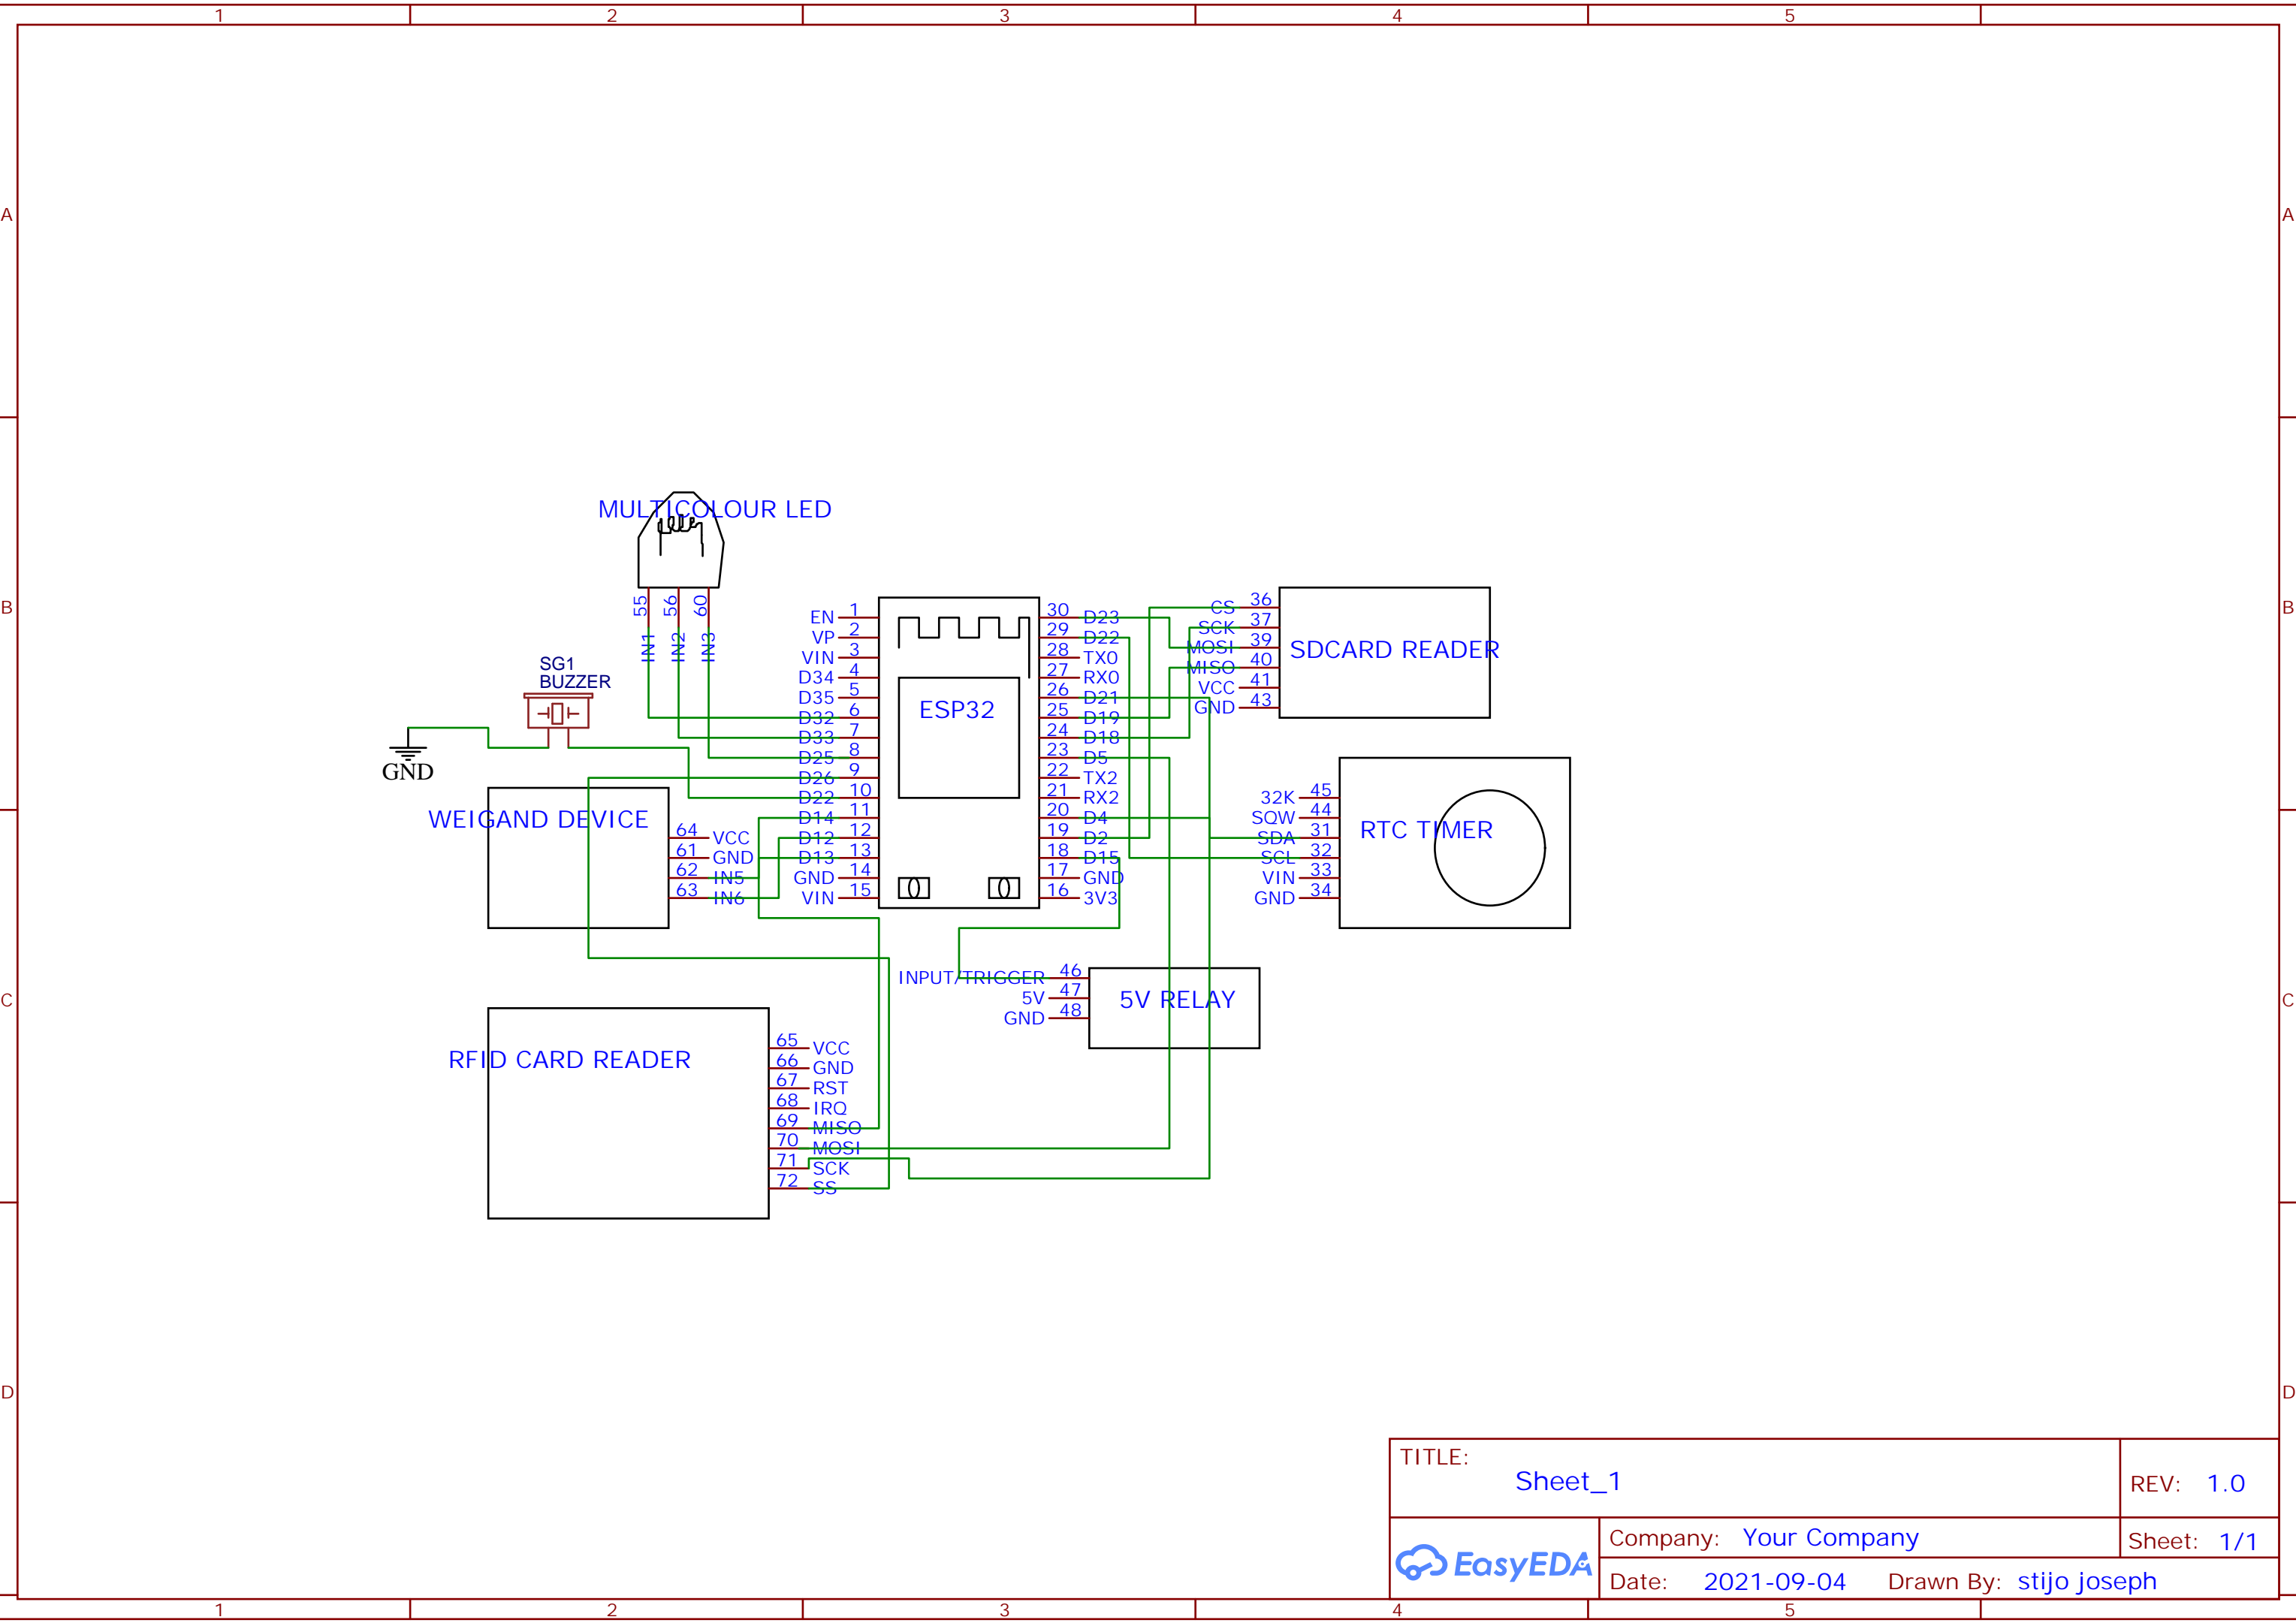 1 2 3 4 5
A A
B B
C C
D D
MULTICOLOUR LED
55 56 60
IN1 IN2 IN3
SG1
BUZZER
GND
ESP32
EN 1
VP 2
VIN 3
D34 4
D35 5
D32 6
D33 7
D25 8
D26 9
D22 10
D14 11
D12 12
D13 13
GND 14
VIN 15
30 D23
29 D22
28 TX0
27 RX0
26 D21
25 D19
24 D18
23 D5
22 TX2
21 RX2
20 D4
19 D2
18 D15
17 GND
16 3V3
SDCARD READER
CS 36
SCK 37
MOSI 39
MISO 40
VCC 41
GND 43
RTC TIMER
32K 45
SQW 44
SDA 31
SCL 32
VIN 33
GND 34
WEIGAND DEVICE
64 VCC
61 GND
62 IN5
63 IN6
5V RELAY
INPUT/TRIGGER 46
5V 47
GND 48
RFID CARD READER
65 VCC
66 GND
67 RST
68 IRQ
69 MISO
70 MOSI
71 SCK
72 SS
TITLE:
Sheet_1
REV: 1.0
EasyEDA
Company: Your Company
Sheet: 1/1
Date: 2021-09-04 Drawn By: stijo joseph
1 2 3 4 5